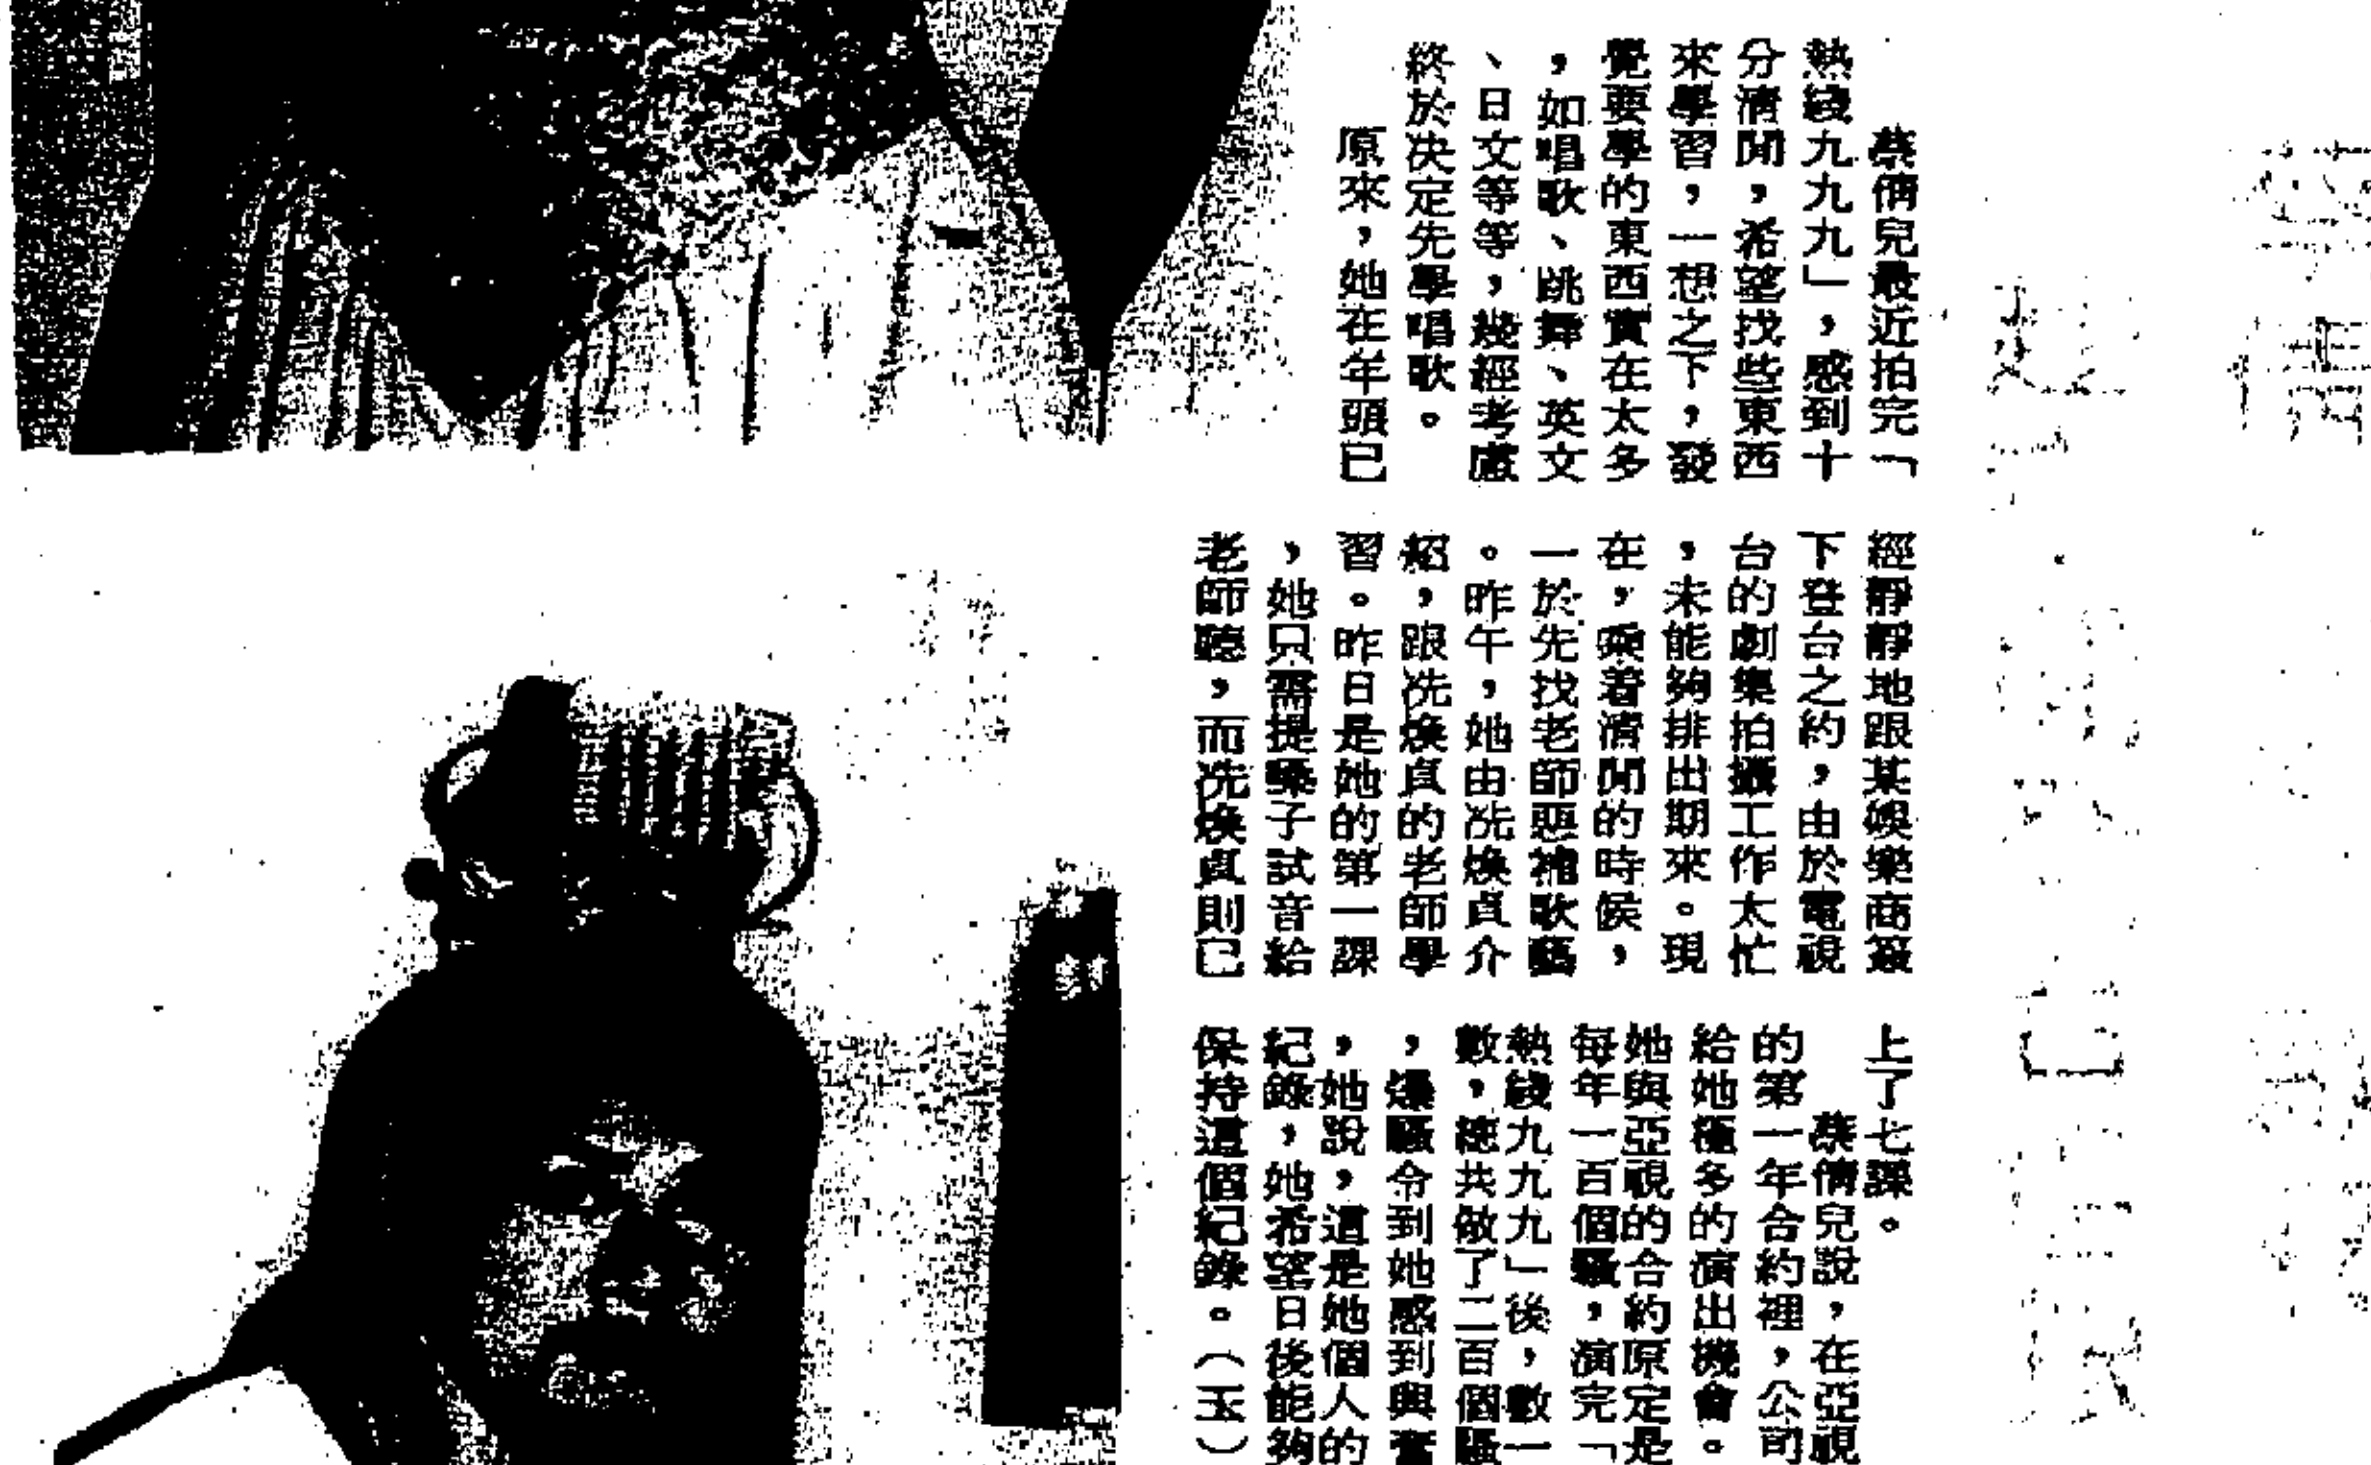 蔡倩兒最近拍完「
熱綫九九九」，感到十
分清閒，希望找些東西
來學習，一想之下，發
覺要學的東西實在太多
，如唱歌、跳舞、英文
、日文等等，幾經考慮
終於決定先學唱歌。
原來，她在年頭已
經靜靜地跟某娛樂商簽
下登台之約，由於電視
台的劇集拍攝工作太忙
，未能夠排出期來。現
在，乘着清閒的時候，
一於先找老師惡補歌藝
。昨午，她由冼煥貞介
紹，跟冼煥貞的老師學
習。昨日是她的第一課
，她只需提嗓子試音給
老師聽，而冼煥貞則已
上了七課。
蔡倩兒說，在亞視
的第一年合約裡，公司
給她極多的演出機會。
她與亞視的合約原定是
每年一百個騷，演完「
熱綫九九九」後，數一
數，總共做了二百個騷
，爆騷令到她感到興奮
，她說，這是她個人的
紀錄，她希望日後能夠
保持這個紀錄。（玉）